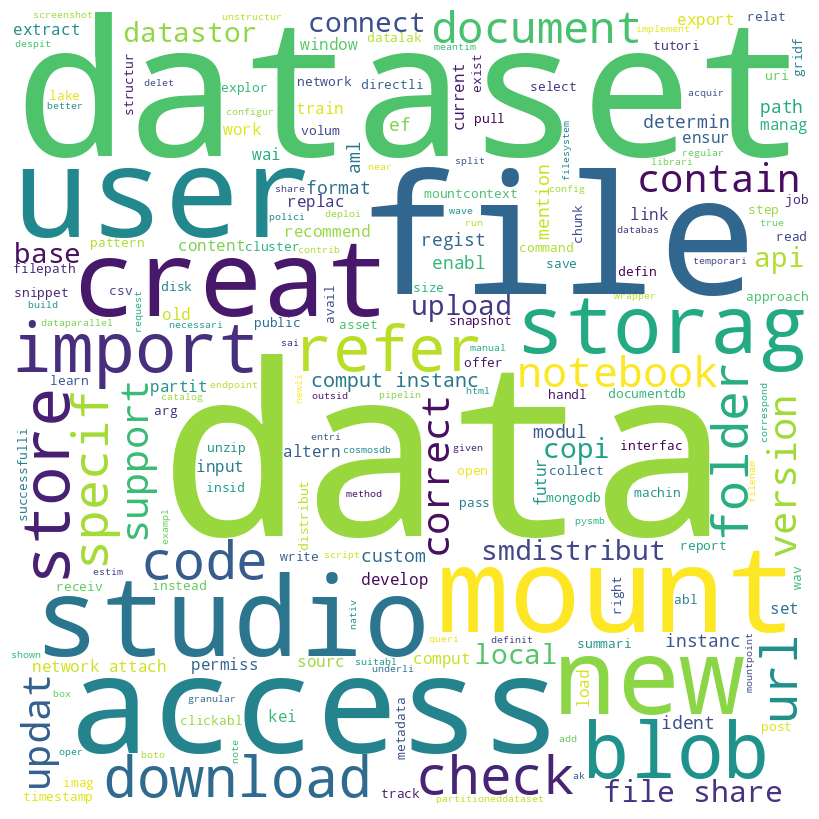 screenshot
unstructur
connect
document
export
relat
extract
datastor
window
datalak
implement
tutori
despit
meantim
dataset
structur
delet
explor
network
directli
current
exist
select
uri
gridf
lake
better
configur
train
volum
ef
pull
acquir
path
work
determin
manag
wai
aml
ensur
regular
librari
user
share
format
near
split
filesystem
contain
file
polici
replac
mountcontext
wave
config
link
step
job
base
pattern
deploi
recommend
run
mention
chunk
databas
true
read
content
cluster
contrib
regist
command
temporari
api
filepath
creat
disk
enabl
defin
snippet
csv
size
save
wrapper
approach
build
request
old
avail
upload
storag
dataparallel
necessari
public
asset
snapshot
import
sai
refer
offer
manual
notebook
learn
partit
endpoint
comput instanc
html
store
arg
catalog
outsid
newli
pipelin
handl
documentdb
folder
correspond
specif
support
entri
correct
modul
version
successfulli
unzip
altern
cosmosdb
given
copi
interfac
input
data
open
futur
collect
filenam
insid
method
pass
mongodb
machin
exampl
distribut
pysmb
code
write
script
custom
smdistribut
report
estim
develop
wav
receiv
instead
mount
right
abl
set
studio
nativ
queri
definit
summari
instanc
shown
network attach
permiss
sourc
suitabl
underli
comput
local
mountpoint
url
updat
box
granular
access
new
load
clickabl
kei
metadata
ident
post
oper
boto
note
add
blob
imag
download
check
ak
timestamp
track
partitioneddataset
file share